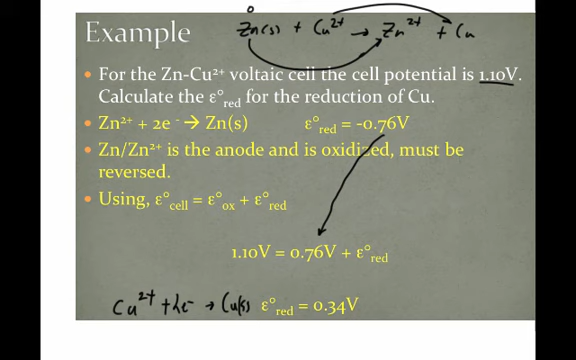 0
Zn(s) + Cu²⁺ → Zn²⁺ + Cu
Example
For the Zn-Cu²⁺ voltaic cell the cell potential is 1.10V.
Calculate the ε°red for the reduction of Cu.
Zn²⁺ + 2e⁻ → Zn(s) ε°red = -0.76V
Zn/Zn²⁺ is the anode and is oxidized, must be
reversed.
Using, ε°cell = ε°ox + ε°red
1.10V = 0.76V + ε°red
Cu²⁺ + 2e⁻ → Cu(s) ε°red = 0.34V